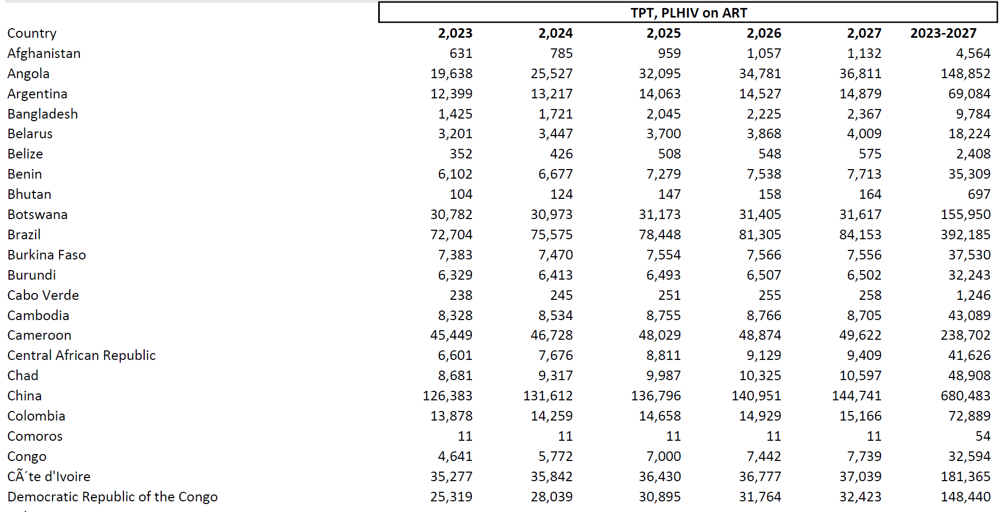 TPT, PLHIV on ART
Country 2,023 2,024 2,025 2,026 2,027 2023-2027
Afghanistan 631 785 959 1,057 1,132 4,564
Angola 19,638 25,527 32,095 34,781 36,811 148,852
Argentina 12,399 13,217 14,063 14,527 14,879 69,084
Bangladesh 1,425 1,721 2,045 2,225 2,367 9,784
Belarus 3,201 3,447 3,700 3,868 4,009 18,224
Belize 352 426 508 548 575 2,408
Benin 6,102 6,677 7,279 7,538 7,713 35,309
Bhutan 104 124 147 158 164 697
Botswana 30,782 30,973 31,173 31,405 31,617 155,950
Brazil 72,704 75,575 78,448 81,305 84,153 392,185
Burkina Faso 7,383 7,470 7,554 7,566 7,556 37,530
Burundi 6,329 6,413 6,493 6,507 6,502 32,243
Cabo Verde 238 245 251 255 258 1,246
Cambodia 8,328 8,534 8,755 8,766 8,705 43,089
Cameroon 45,449 46,728 48,029 48,874 49,622 238,702
Central African Republic 6,601 7,676 8,811 9,129 9,409 41,626
Chad 8,681 9,317 9,987 10,325 10,597 48,908
China 126,383 131,612 136,796 140,951 144,741 680,483
Colombia 13,878 14,259 14,658 14,929 15,166 72,889
Comoros 11 11 11 11 11 54
Congo 4,641 5,772 7,000 7,442 7,739 32,594
CÃ´te d'Ivoire 35,277 35,842 36,430 36,777 37,039 181,365
Democratic Republic of the Congo 25,319 28,039 30,895 31,764 32,423 148,440